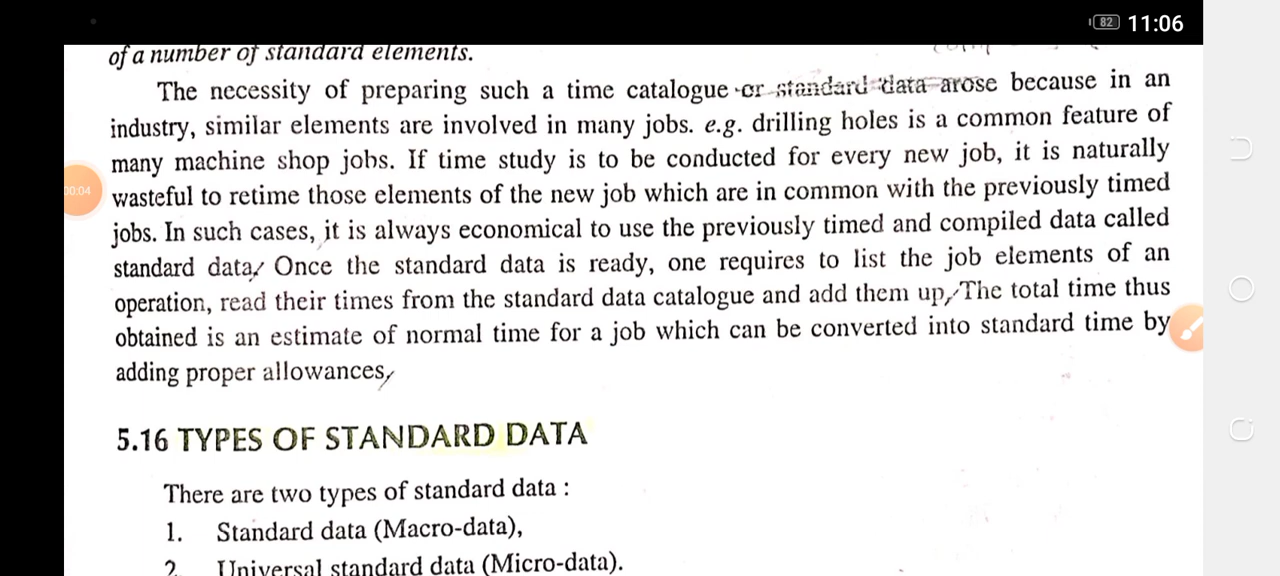 82 11:06
of a number of standard elements.
The necessity of preparing such a time catalogue or standard data arose because in an
industry, similar elements are involved in many jobs. e.g. drilling holes is a common feature of
many machine shop jobs. If time study is to be conducted for every new job, it is naturally
00:04
wasteful to retime those elements of the new job which are in common with the previously timed
jobs. In such cases, it is always economical to use the previously timed and compiled data called
standard data. Once the standard data is ready, one requires to list the job elements of an
operation, read their times from the standard data catalogue and add them up. The total time thus
obtained is an estimate of normal time for a job which can be converted into standard time by
adding proper allowances.
5.16 TYPES OF STANDARD DATA
There are two types of standard data :
1. Standard data (Macro-data),
2. Universal standard data (Micro-data).